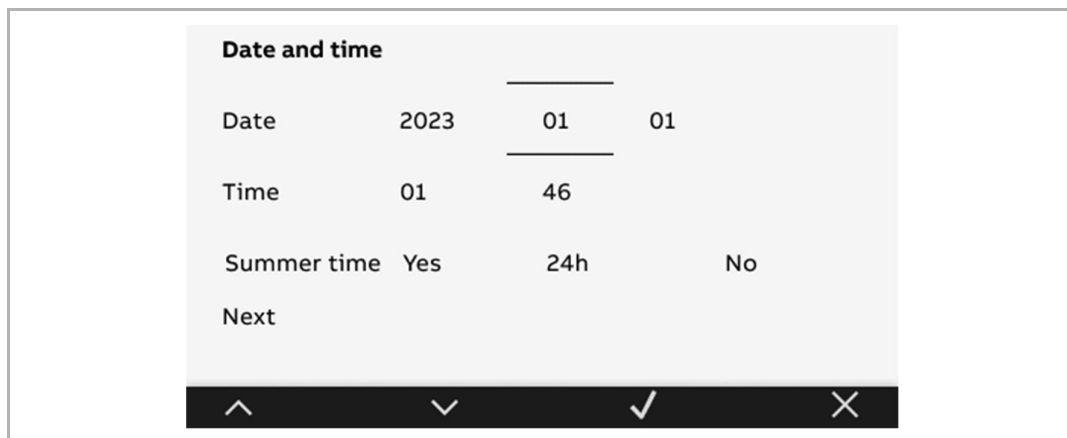 Date and time
Date 2023 01 01
Time 01 46
Summer time Yes 24h No
Next